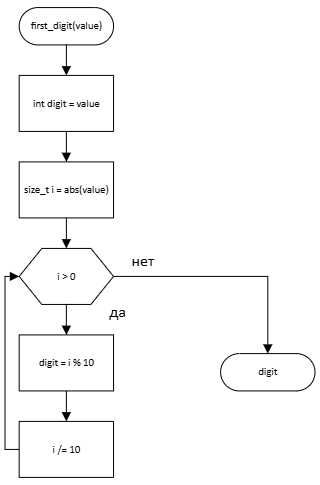 first_digit(value)
int digit = value
size_t i = abs(value)
i > 0
нет
да
digit = i % 10
digit
i /= 10